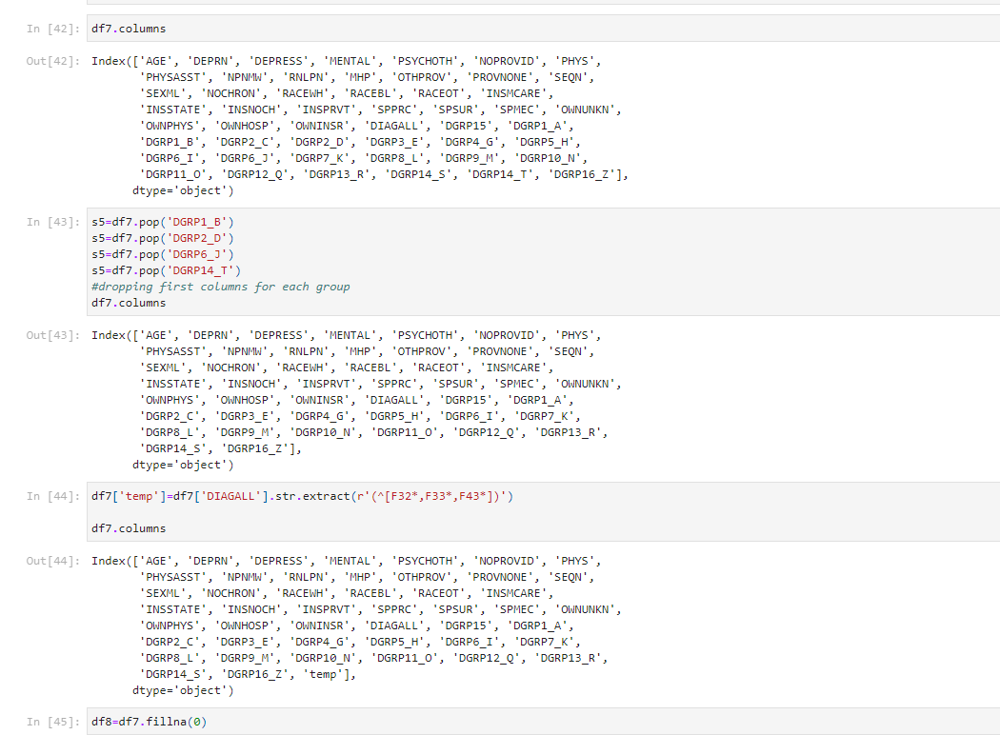 In [42]: df7.columns
Out[42]: Index(['AGE', 'DEPRN', 'DEPRESS', 'MENTAL', 'PSYCHOTH', 'NOPROVID', 'PHYS',
'PHYSASST', 'NPNMW', 'RNLPN', 'MHP', 'OTHPROV', 'PROVNONE', 'SEQN',
'SEXML', 'NOCHRON', 'RACEWH', 'RACEBL', 'RACEOT', 'INSMCARE',
'INSSTATE', 'INSNOCH', 'INSPRVT', 'SPPRC', 'SPSUR', 'SPMEC', 'OWNUNKN',
'OWNPHYS', 'OWNHOSP', 'OWNINSR', 'DIAGALL', 'DGRP15', 'DGRP1_A',
'DGRP1_B', 'DGRP2_C', 'DGRP2_D', 'DGRP3_E', 'DGRP4_G', 'DGRP5_H',
'DGRP6_I', 'DGRP6_J', 'DGRP7_K', 'DGRP8_L', 'DGRP9_M', 'DGRP10_N',
'DGRP11_O', 'DGRP12_Q', 'DGRP13_R', 'DGRP14_S', 'DGRP14_T', 'DGRP16_Z'],
dtype='object')
In [43]: s5=df7.pop('DGRP1_B')
s5=df7.pop('DGRP2_D')
s5=df7.pop('DGRP6_J')
s5=df7.pop('DGRP14_T')
#dropping first columns for each group
df7.columns
Out[43]: Index(['AGE', 'DEPRN', 'DEPRESS', 'MENTAL', 'PSYCHOTH', 'NOPROVID', 'PHYS',
'PHYSASST', 'NPNMW', 'RNLPN', 'MHP', 'OTHPROV', 'PROVNONE', 'SEQN',
'SEXML', 'NOCHRON', 'RACEWH', 'RACEBL', 'RACEOT', 'INSMCARE',
'INSSTATE', 'INSNOCH', 'INSPRVT', 'SPPRC', 'SPSUR', 'SPMEC', 'OWNUNKN',
'OWNPHYS', 'OWNHOSP', 'OWNINSR', 'DIAGALL', 'DGRP15', 'DGRP1_A',
'DGRP2_C', 'DGRP3_E', 'DGRP4_G', 'DGRP5_H', 'DGRP6_I', 'DGRP7_K',
'DGRP8_L', 'DGRP9_M', 'DGRP10_N', 'DGRP11_O', 'DGRP12_Q', 'DGRP13_R',
'DGRP14_S', 'DGRP16_Z'],
dtype='object')
In [44]: df7['temp']=df7['DIAGALL'].str.extract(r'(^[F32*,F33*,F43*])')
df7.columns
Out[44]: Index(['AGE', 'DEPRN', 'DEPRESS', 'MENTAL', 'PSYCHOTH', 'NOPROVID', 'PHYS',
'PHYSASST', 'NPNMW', 'RNLPN', 'MHP', 'OTHPROV', 'PROVNONE', 'SEQN',
'SEXML', 'NOCHRON', 'RACEWH', 'RACEBL', 'RACEOT', 'INSMCARE',
'INSSTATE', 'INSNOCH', 'INSPRVT', 'SPPRC', 'SPSUR', 'SPMEC', 'OWNUNKN',
'OWNPHYS', 'OWNHOSP', 'OWNINSR', 'DIAGALL', 'DGRP15', 'DGRP1_A',
'DGRP2_C', 'DGRP3_E', 'DGRP4_G', 'DGRP5_H', 'DGRP6_I', 'DGRP7_K',
'DGRP8_L', 'DGRP9_M', 'DGRP10_N', 'DGRP11_O', 'DGRP12_Q', 'DGRP13_R',
'DGRP14_S', 'DGRP16_Z', 'temp'],
dtype='object')
In [45]: df8=df7.fillna(0)